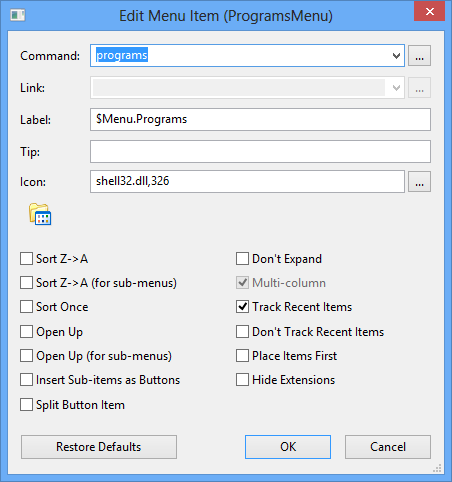 Edit Menu Item (ProgramsMenu)
Command: programs ...
Link: ...
Label: $Menu.Programs
Tip:
Icon: shell32.dll,326 ...
Sort Z->A Don't Expand
Sort Z->A (for sub-menus) Multi-column
Sort Once Track Recent Items
Open Up Don't Track Recent Items
Open Up (for sub-menus) Place Items First
Insert Sub-items as Buttons Hide Extensions
Split Button Item
Restore Defaults OK Cancel